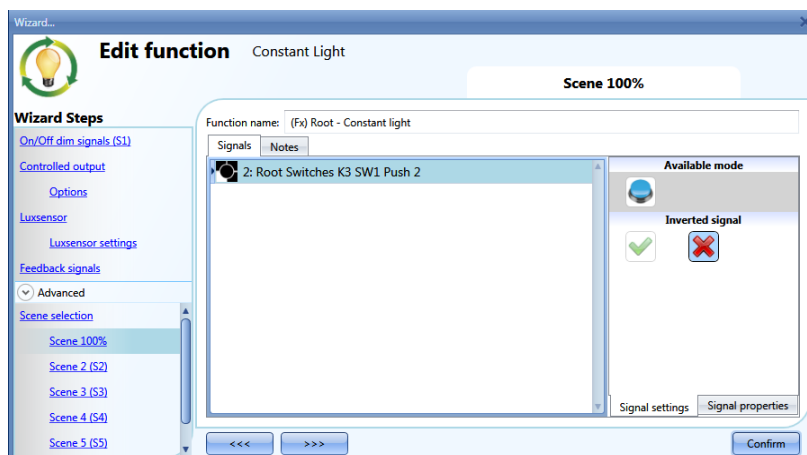 Wizard...
Edit function Constant Light
Scene 100%
Wizard Steps
On/Off dim signals (S1)
Controlled output
Options
Luxsensor
Luxsensor settings
Feedback signals
Advanced
Scene selection
Scene 100%
Scene 2 (S2)
Scene 3 (S3)
Scene 4 (S4)
Scene 5 (S5)
Function name: (Fx) Root - Constant light
Signals Notes
2: Root Switches K3 SW1 Push 2
Available mode
Inverted signal
Signal settings Signal properties
<<< >>> Confirm